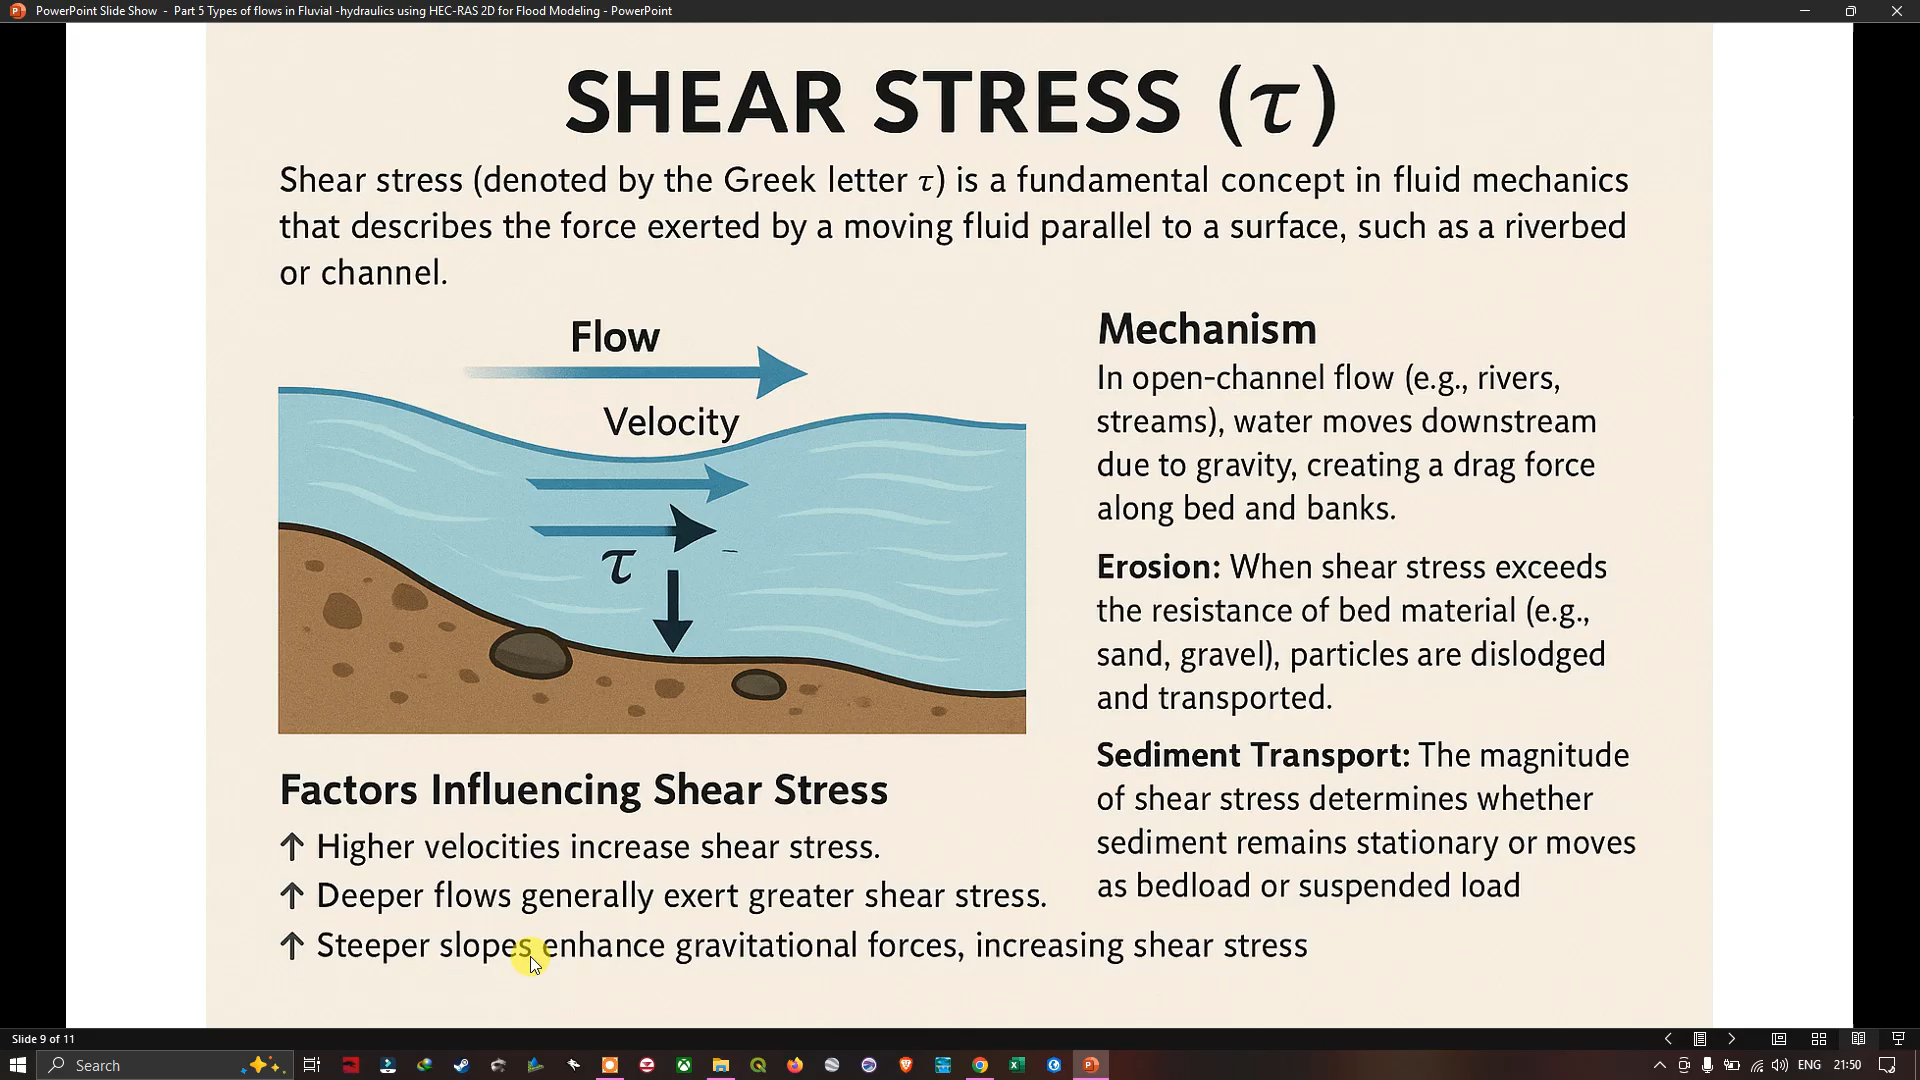 PowerPoint Slide Show - Part 5 Types of flows in Fluvial -hydraulics using HEC-RAS 2D for Flood Modeling - PowerPoint
SHEAR STRESS (τ)
Shear stress (denoted by the Greek letter τ) is a fundamental concept in fluid mechanics
that describes the force exerted by a moving fluid parallel to a surface, such as a riverbed
or channel.
Flow
Velocity
τ
Mechanism
In open-channel flow (e.g., rivers,
streams), water moves downstream
due to gravity, creating a drag force
along bed and banks.
Erosion: When shear stress exceeds
the resistance of bed material (e.g.,
sand, gravel), particles are dislodged
and transported.
Sediment Transport: The magnitude
of shear stress determines whether
sediment remains stationary or moves
as bedload or suspended load
Factors Influencing Shear Stress
↑ Higher velocities increase shear stress.
↑ Deeper flows generally exert greater shear stress.
↑ Steeper slopes enhance gravitational forces, increasing shear stress
Slide 9 of 11
Search
ENG
21:50